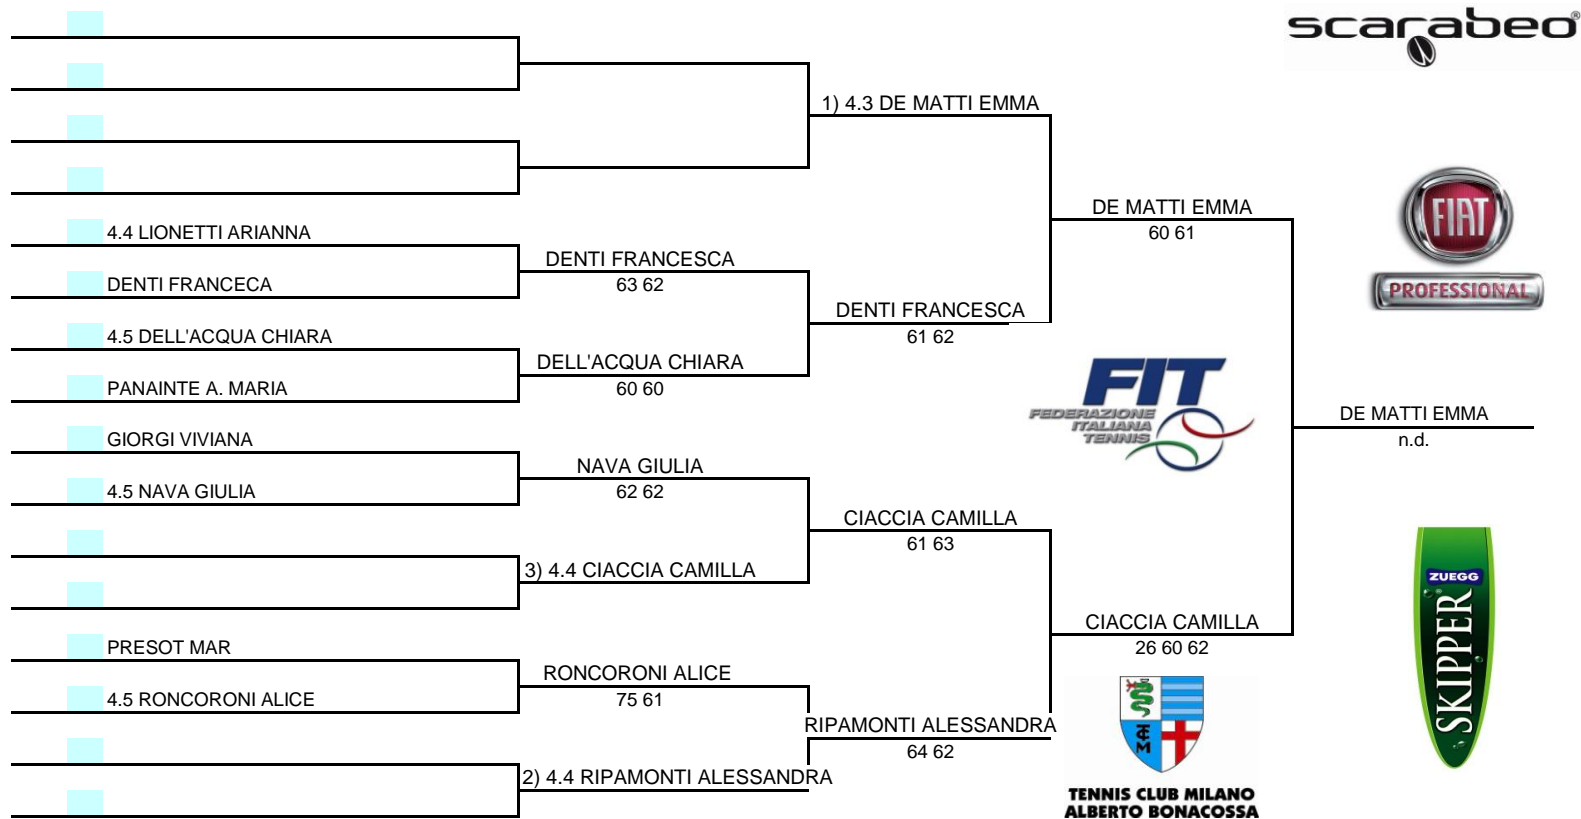 scarabeo®
1) 4.3 DE MATTI EMMA
DE MATTI EMMA
60 61
FIAT
PROFESSIONAL
4.4 LIONETTI ARIANNA
DENTI FRANCESCA
63 62
DENTI FRANCECA
DENTI FRANCESCA
61 62
4.5 DELL'ACQUA CHIARA
DELL'ACQUA CHIARA
60 60
PANAINTE A. MARIA
FIT
FEDERAZIONE
ITALIANA
TENNIS
DE MATTI EMMA
n.d.
GIORGI VIVIANA
NAVA GIULIA
62 62
4.5 NAVA GIULIA
CIACCIA CAMILLA
61 63
3) 4.4 CIACCIA CAMILLA
CIACCIA CAMILLA
26 60 62
ZUEGG
SKIPPER
PRESOT MAR
RONCORONI ALICE
75 61
4.5 RONCORONI ALICE
RIPAMONTI ALESSANDRA
64 62
2) 4.4 RIPAMONTI ALESSANDRA
TCM
TENNIS CLUB MILANO
ALBERTO BONACOSSA